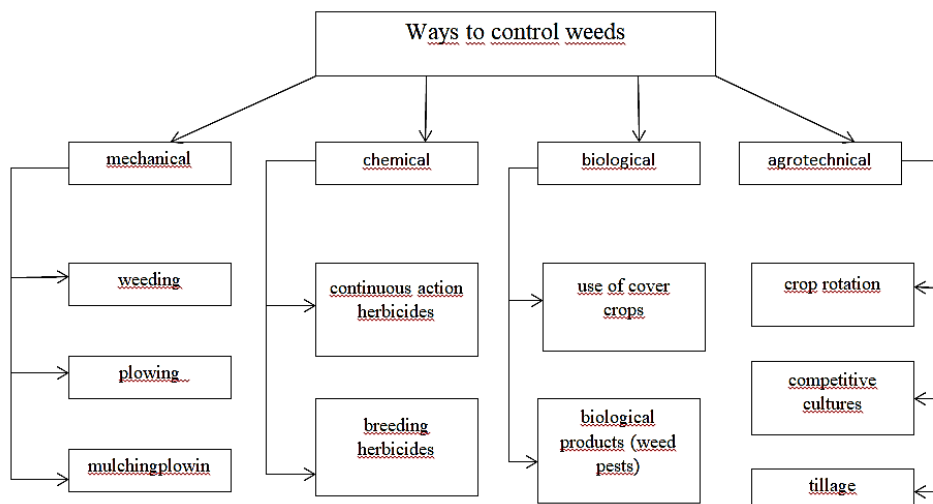 Ways to control weeds
mechanical
chemical
biological
agrotechnical
weeding
continuous action
herbicides
use of cover
crops
crop rotation
plowing
competitive
cultures
breeding
herbicides
biological
products (weed
pests)
mulchingplowin
tillage